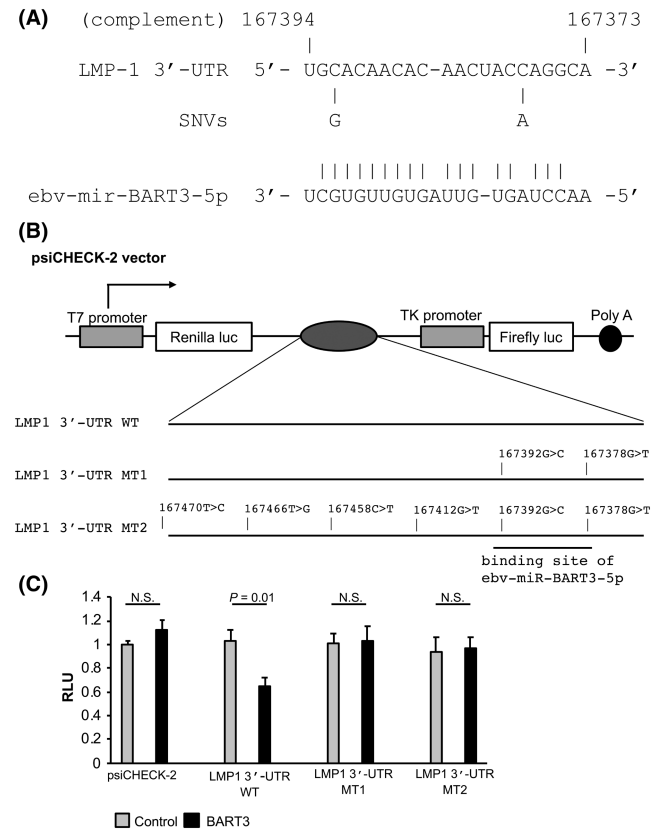 (A)
(complement) 167394 167373
LMP-1 3′-UTR 5′- UGCACAACAC-AACUACCAGGCA -3′
SNVs G A
ebv-mir-BART3-5p 3′- UCGUGUUGUGAUUG-UGAUCCAA -5′
(B)
psiCHECK-2 vector
T7 promoter TK promoter Poly A
Renilla luc Firefly luc
LMP1 3′-UTR WT
167392G>C 167378G>T
LMP1 3′-UTR MT1
167470T>C 167466T>G 167458C>T 167412G>T 167392G>C 167378G>T
LMP1 3′-UTR MT2
binding site of
ebv-miR-BART3-5p
(C)
N.S. P = 0.01 N.S. N.S.
1.4
1.2
1
0.8
0.6
0.4
0.2
0
RLU
psiCHECK-2 LMP1 3′-UTR LMP1 3′-UTR LMP1 3′-UTR
WT MT1 MT2
Control BART3